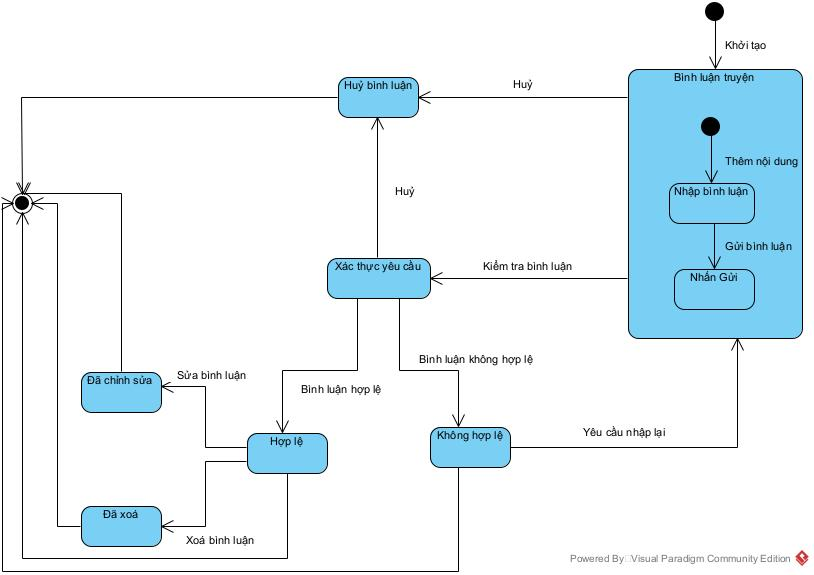 Khởi tạo
Bình luận truyện
Huỷ bình luận
Huỷ
Thêm nội dung
Nhập bình luận
Huỷ
Gửi bình luận
Xác thực yêu cầu
Kiểm tra bình luận
Nhấn Gửi
Bình luận không hợp lệ
Đã chỉnh sửa
Sửa bình luận
Bình luận hợp lệ
Hợp lệ
Không hợp lệ
Yêu cầu nhập lại
Đã xoá
Xoá bình luận
Powered By Visual Paradigm Community Edition